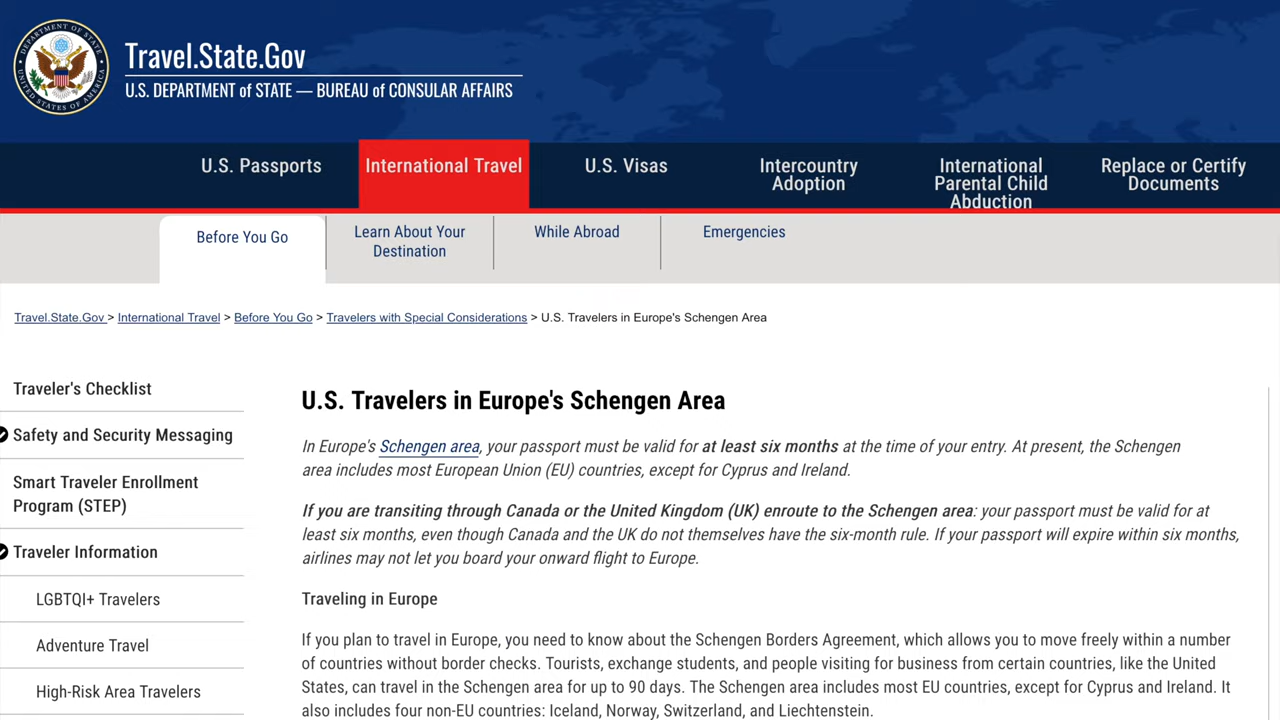 Travel.State.Gov
U.S. DEPARTMENT of STATE — BUREAU of CONSULAR AFFAIRS
DEPARTMENT OF STATE
UNITED STATES OF AMERICA
U.S. Passports
International Travel
U.S. Visas
Intercountry
Adoption
International
Parental Child
Abduction
Replace or Certify
Documents
Before You Go
Learn About Your
Destination
While Abroad
Emergencies
Travel.State.Gov > International Travel > Before You Go > Travelers with Special Considerations > U.S. Travelers in Europe's Schengen Area
Traveler's Checklist
Safety and Security Messaging
Smart Traveler Enrollment
Program (STEP)
Traveler Information
LGBTQI+ Travelers
Adventure Travel
High-Risk Area Travelers
U.S. Travelers in Europe's Schengen Area
In Europe's Schengen area, your passport must be valid for at least six months at the time of your entry. At present, the Schengen
area includes most European Union (EU) countries, except for Cyprus and Ireland.
If you are transiting through Canada or the United Kingdom (UK) enroute to the Schengen area: your passport must be valid for at
least six months, even though Canada and the UK do not themselves have the six-month rule. If your passport will expire within six months,
airlines may not let you board your onward flight to Europe.
Traveling in Europe
If you plan to travel in Europe, you need to know about the Schengen Borders Agreement, which allows you to move freely within a number
of countries without border checks. Tourists, exchange students, and people visiting for business from certain countries, like the United
States, can travel in the Schengen area for up to 90 days. The Schengen area includes most EU countries, except for Cyprus and Ireland. It
also includes four non-EU countries: Iceland, Norway, Switzerland, and Liechtenstein.